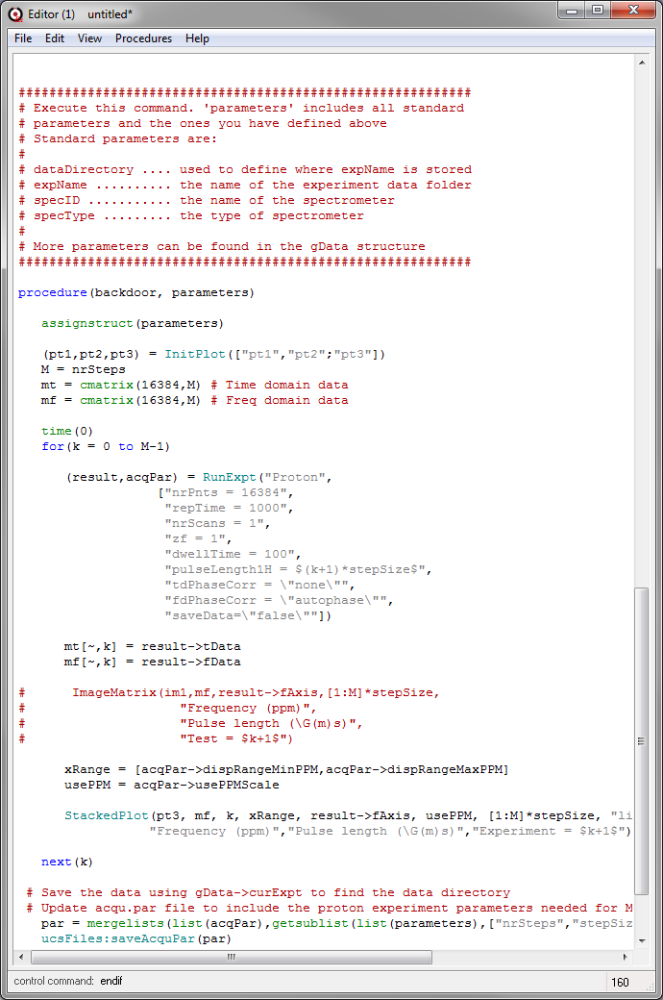 Editor (1) untitled*
File Edit View Procedures Help
###########################################################
# Execute this command. 'parameters' includes all standard
# parameters and the ones you have defined above
# Standard parameters are:
#
# dataDirectory .... used to define where expName is stored
# expName .......... the name of the experiment data folder
# specID ........... the name of the spectrometer
# specType ......... the type of spectrometer
#
# More parameters can be found in the gData structure
###########################################################
procedure(backdoor, parameters)
assignstruct(parameters)
(pt1,pt2,pt3) = InitPlot(["pt1","pt2";"pt3"])
M = nrSteps
mt = cmatrix(16384,M) # Time domain data
mf = cmatrix(16384,M) # Freq domain data
time(0)
for(k = 0 to M-1)
(result,acqPar) = RunExpt("Proton",
["nrPnts = 16384",
"repTime = 1000",
"nrScans = 1",
"zf = 1",
"dwellTime = 100",
"pulseLength1H = $(k+1)*stepSize$",
"tdPhaseCorr = \"none\"",
"fdPhaseCorr = \"autophase\"",
"saveData=\"false\""])
mt[~,k] = result->tData
mf[~,k] = result->fData
# ImageMatrix(im1,mf,result->fAxis,[1:M]*stepSize,
# "Frequency (ppm)",
# "Pulse length (\G(m)s)",
# "Test = $k+1$")
xRange = [acqPar->dispRangeMinPPM,acqPar->dispRangeMaxPPM]
usePPM = acqPar->usePPMScale
StackedPlot(pt3, mf, k, xRange, result->fAxis, usePPM, [1:M]*stepSize, "li
"Frequency (ppm)","Pulse length (\G(m)s)","Experiment = $k+1$")
next(k)
# Save the data using gData->curExpt to find the data directory
# Update acqu.par file to include the proton experiment parameters needed for M
par = mergelists(list(acqPar),getsublist(list(parameters),["nrSteps","stepSiz
ucsFiles:saveAcquPar(par)
control command: endif 160